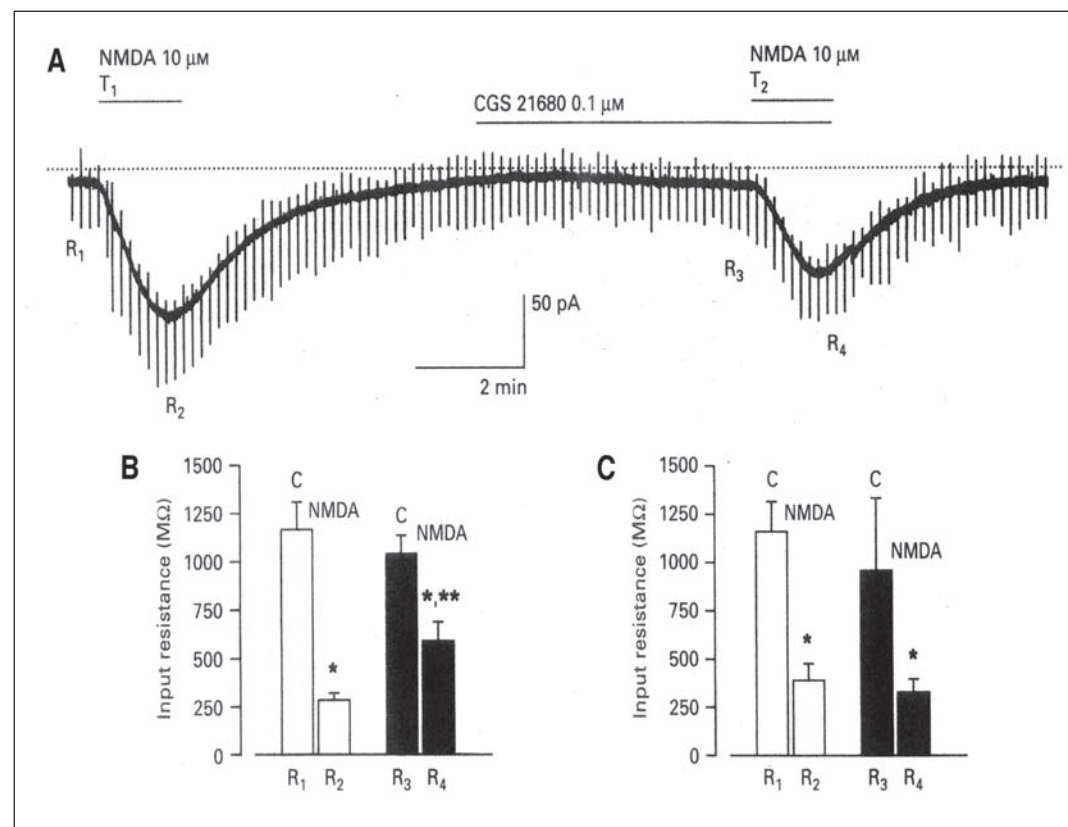 A
NMDA 10 μM
T₁
NMDA 10 μM
T₂
CGS 21680 0.1 μM
R₁
R₂
R₃
R₄
50 pA
2 min
B
Input resistance (MΩ)
1500
1250
1000
750
500
250
0
C
NMDA
*
C
NMDA
*,**
R₁ R₂ R₃ R₄
C
Input resistance (MΩ)
1500
1250
1000
750
500
250
0
C
NMDA
*
C
NMDA
*
R₁ R₂ R₃ R₄